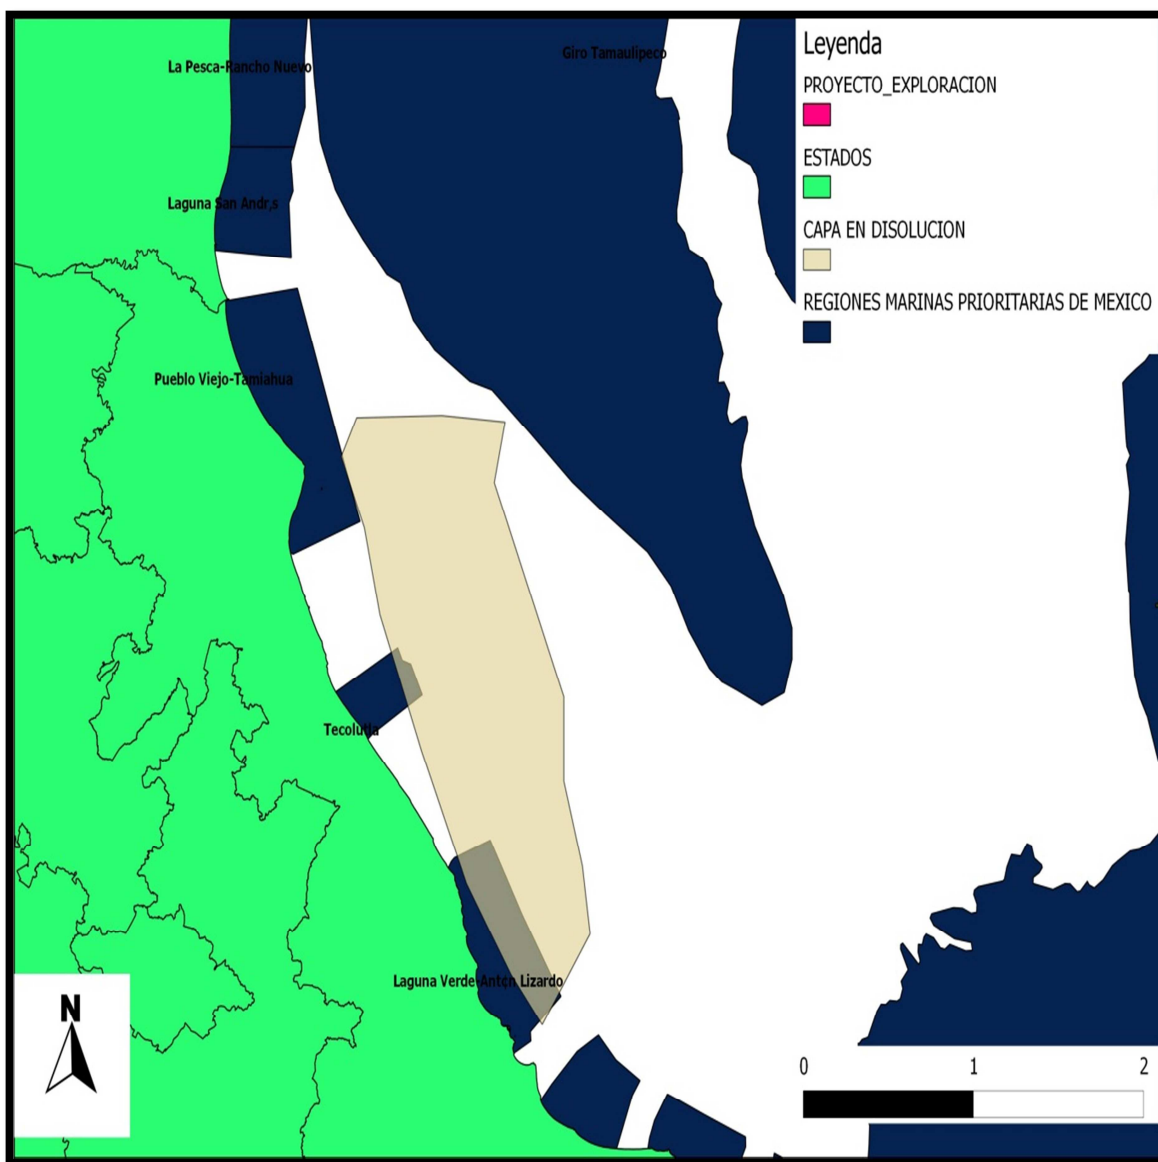 La Pesca-Rancho Nuevo
Giro Tamaulipeco
Laguna San Andr,s
Pueblo Viejo-Tamiahua
Tecolutla
Laguna Verde-Antón Lizardo
Leyenda
PROYECTO_EXPLORACION
ESTADOS
CAPA EN DISOLUCION
REGIONES MARINAS PRIORITARIAS DE MEXICO
N
0 1 2